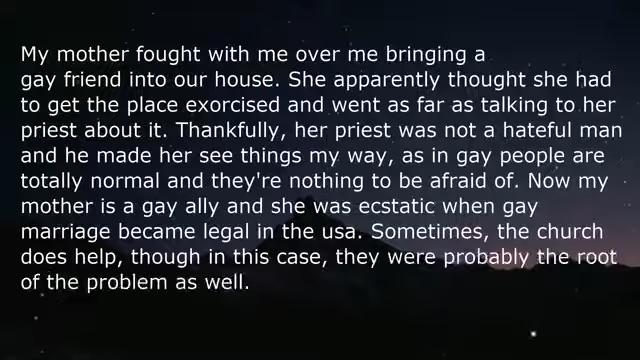 My mother fought with me over me bringing a
gay friend into our house. She apparently thought she had
to get the place exorcised and went as far as talking to her
priest about it. Thankfully, her priest was not a hateful man
and he made her see things my way, as in gay people are
totally normal and they're nothing to be afraid of. Now my
mother is a gay ally and she was ecstatic when gay
marriage became legal in the usa. Sometimes, the church
does help, though in this case, they were probably the root
of the problem as well.